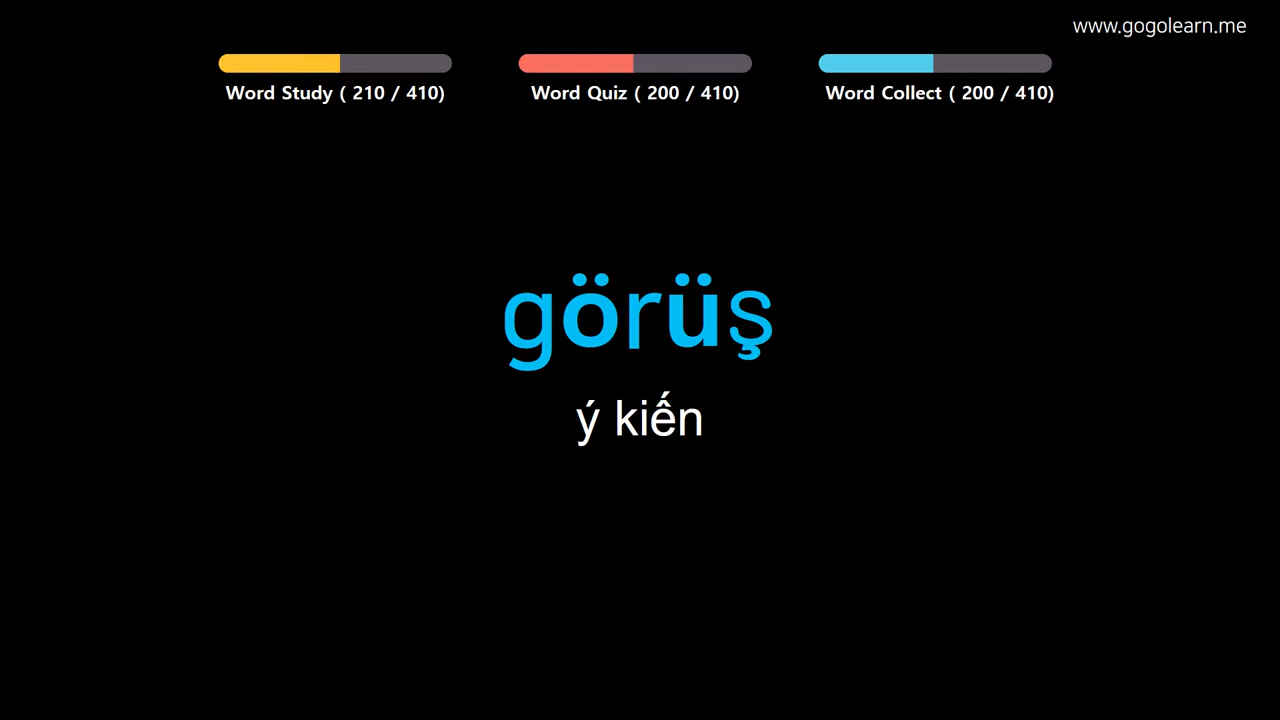 www.gogolearn.me
Word Study ( 210 / 410)
Word Quiz ( 200 / 410)
Word Collect ( 200 / 410)
görüş
ý kiến